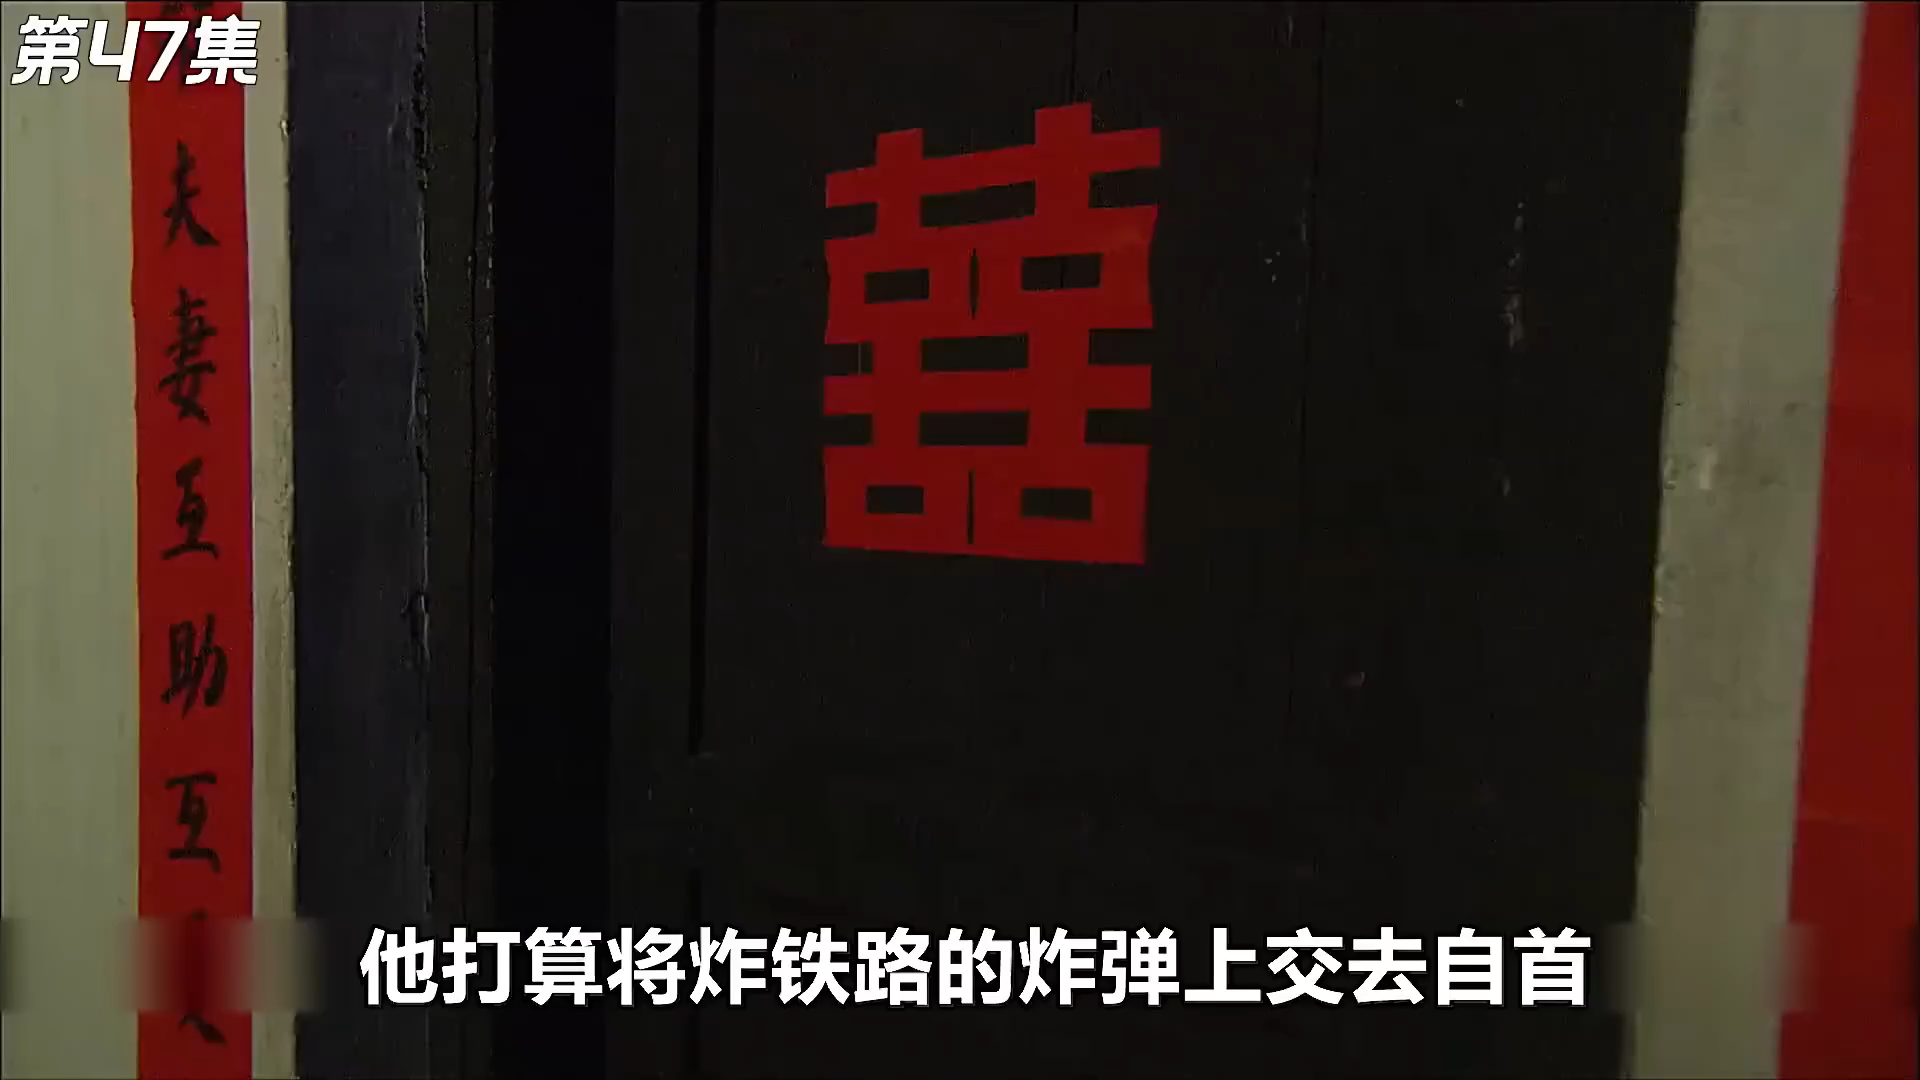 第47集
夫妻互助互
囍
他打算将炸铁路的炸弹上交去自首